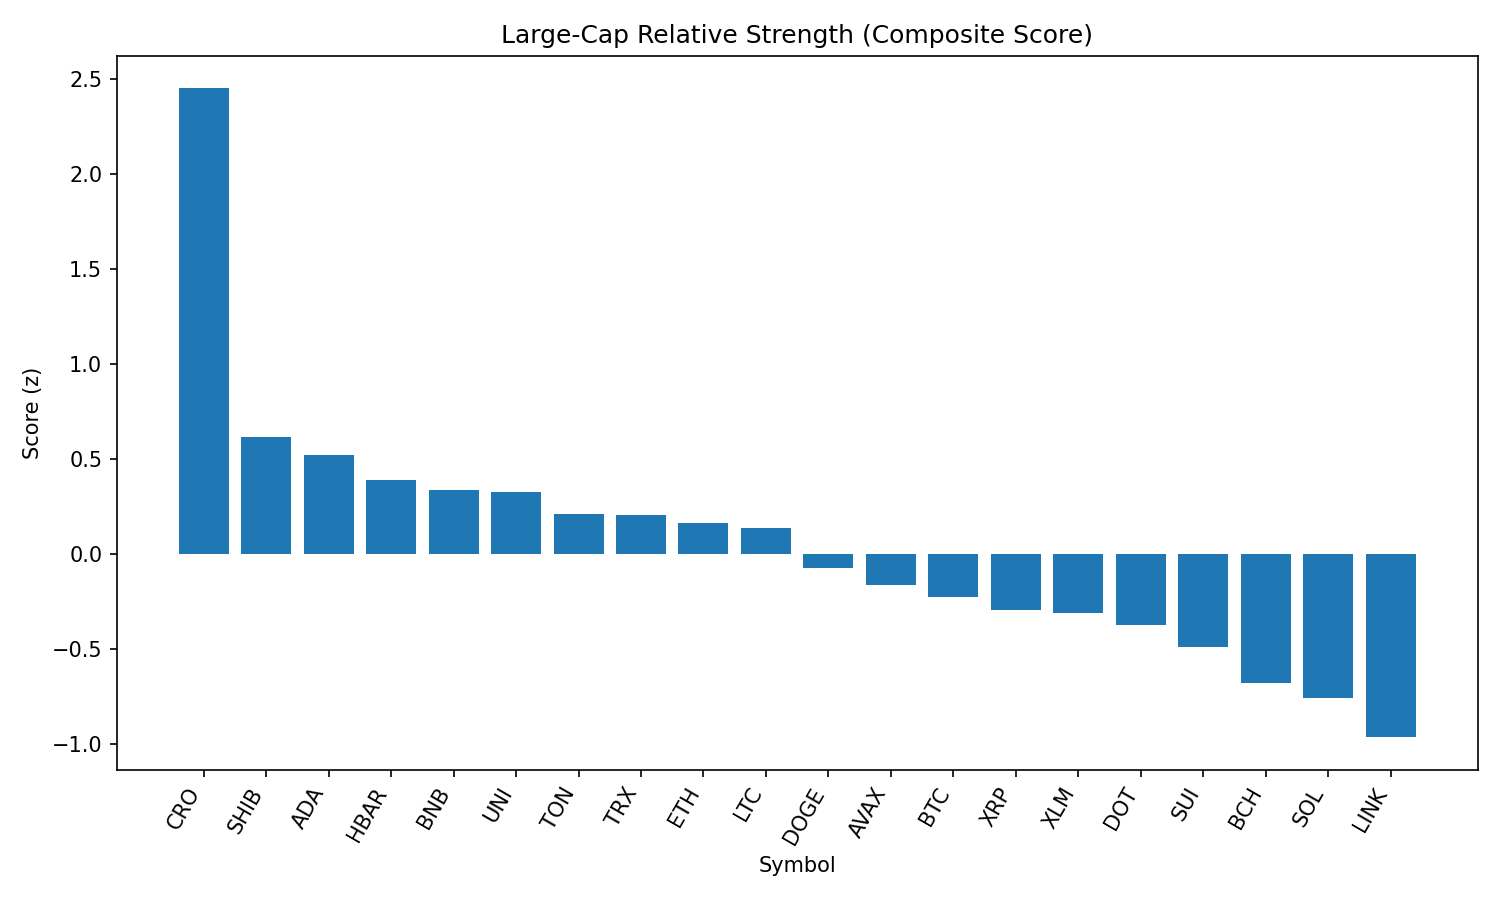 Large-Cap Relative Strength (Composite Score)
Score (z)
2.5
2.0
1.5
1.0
0.5
0.0
−0.5
−1.0
CRO
SHIB
ADA
HBAR
BNB
UNI
TON
TRX
ETH
LTC
DOGE
AVAX
BTC
XRP
XLM
DOT
SUI
BCH
SOL
LINK
Symbol